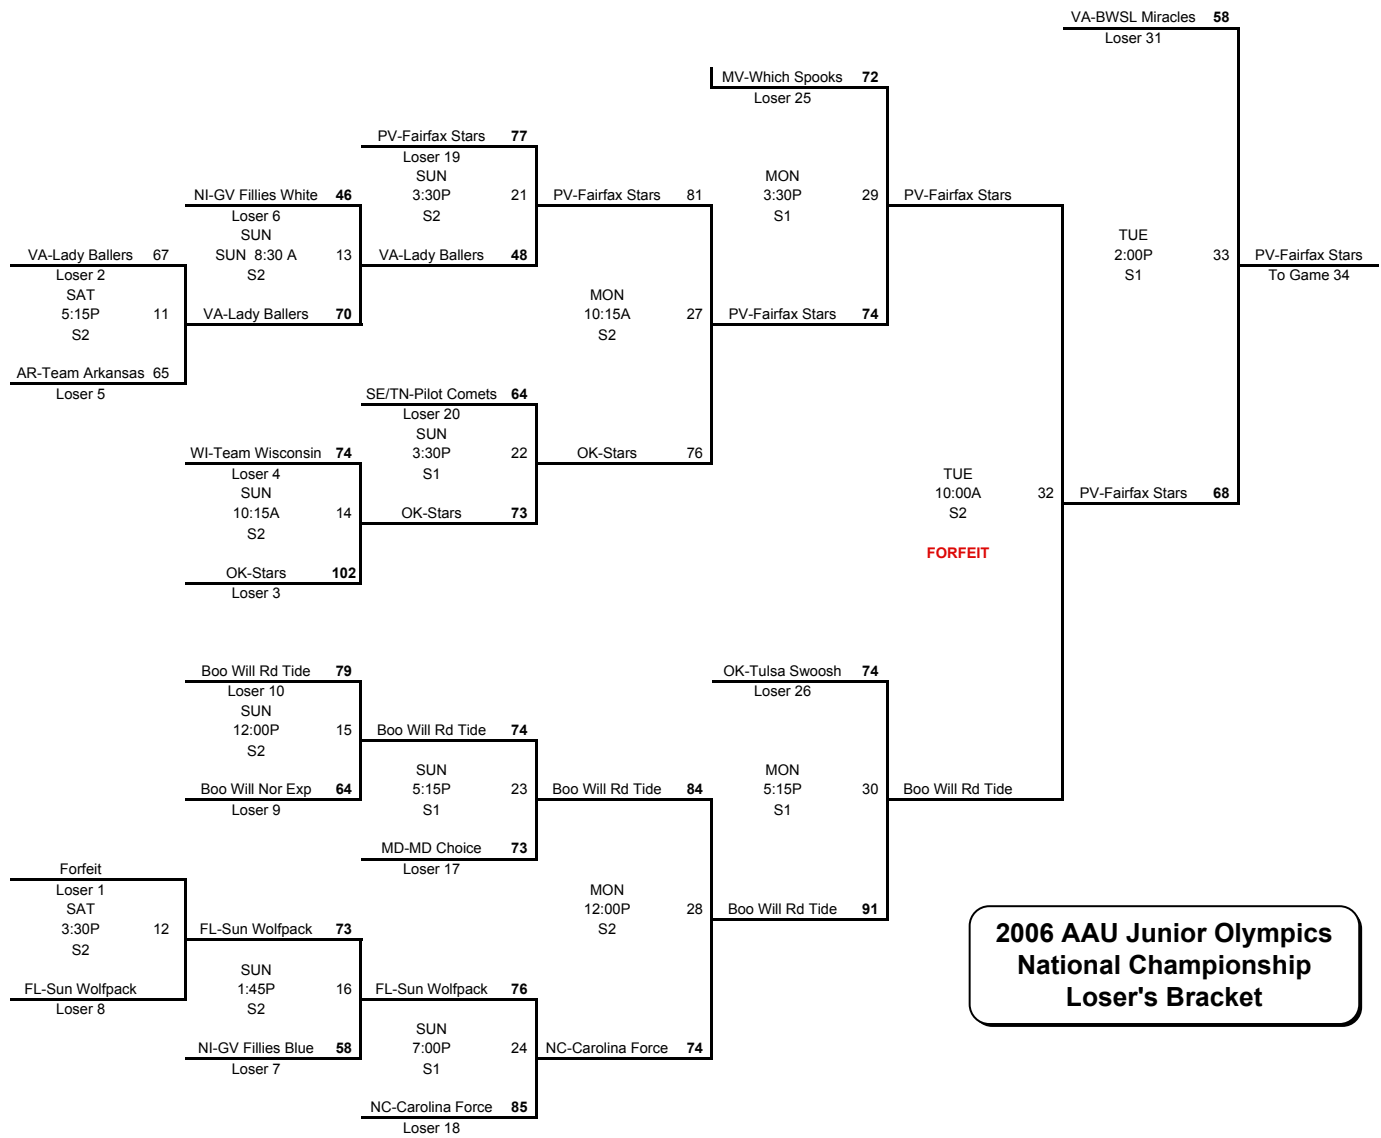 VA-BWSL Miracles 58
Loser 31
MV-Which Spooks 72
Loser 25
PV-Fairfax Stars 77
Loser 19
SUN
3:30P 21
S2
MON
3:30P 29
S1
NI-GV Fillies White 46
Loser 6
SUN
SUN 8:30 A 13
S2
PV-Fairfax Stars 81
PV-Fairfax Stars
VA-Lady Ballers 67
Loser 2
SAT
5:15P 11
S2
VA-Lady Ballers 48
TUE
2:00P 33
S1
PV-Fairfax Stars
To Game 34
VA-Lady Ballers 70
MON
10:15A 27
S2
PV-Fairfax Stars 74
AR-Team Arkansas 65
Loser 5
SE/TN-Pilot Comets 64
Loser 20
SUN
3:30P 22
S1
WI-Team Wisconsin 74
Loser 4
SUN
10:15A 14
S2
OK-Stars 76
OK-Stars 73
TUE
10:00A 32
S2
FORFEIT
PV-Fairfax Stars 68
OK-Stars 102
Loser 3
Boo Will Rd Tide 79
Loser 10
SUN
12:00P 15
S2
OK-Tulsa Swoosh 74
Loser 26
Boo Will Rd Tide 74
SUN
5:15P 23
S1
MON
5:15P 30
S1
Boo Will Nor Exp 64
Loser 9
Boo Will Rd Tide 84
Boo Will Rd Tide
MD-MD Choice 73
Loser 17
Forfeit
Loser 1
SAT
3:30P 12
S2
MON
12:00P 28
S2
Boo Will Rd Tide 91
FL-Sun Wolfpack 73
SUN
1:45P 16
S2
FL-Sun Wolfpack
Loser 8
FL-Sun Wolfpack 76
SUN
7:00P 24
S1
NI-GV Fillies Blue 58
Loser 7
NC-Carolina Force 74
NC-Carolina Force 85
Loser 18
2006 AAU Junior Olympics
National Championship
Loser's Bracket